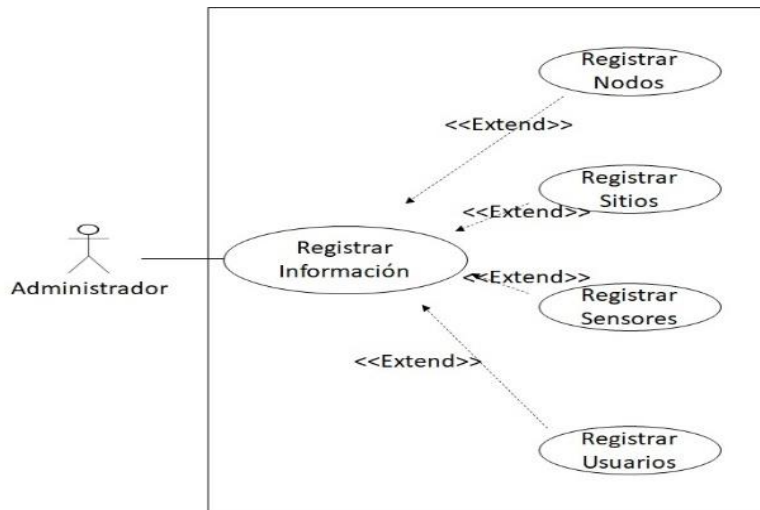 Registrar
Nodos
<<Extend>>
Registrar
Sitios
<<Extend>>
Registrar
Información
Administrador
<<Extend>>
Registrar
Sensores
<<Extend>>
Registrar
Usuarios